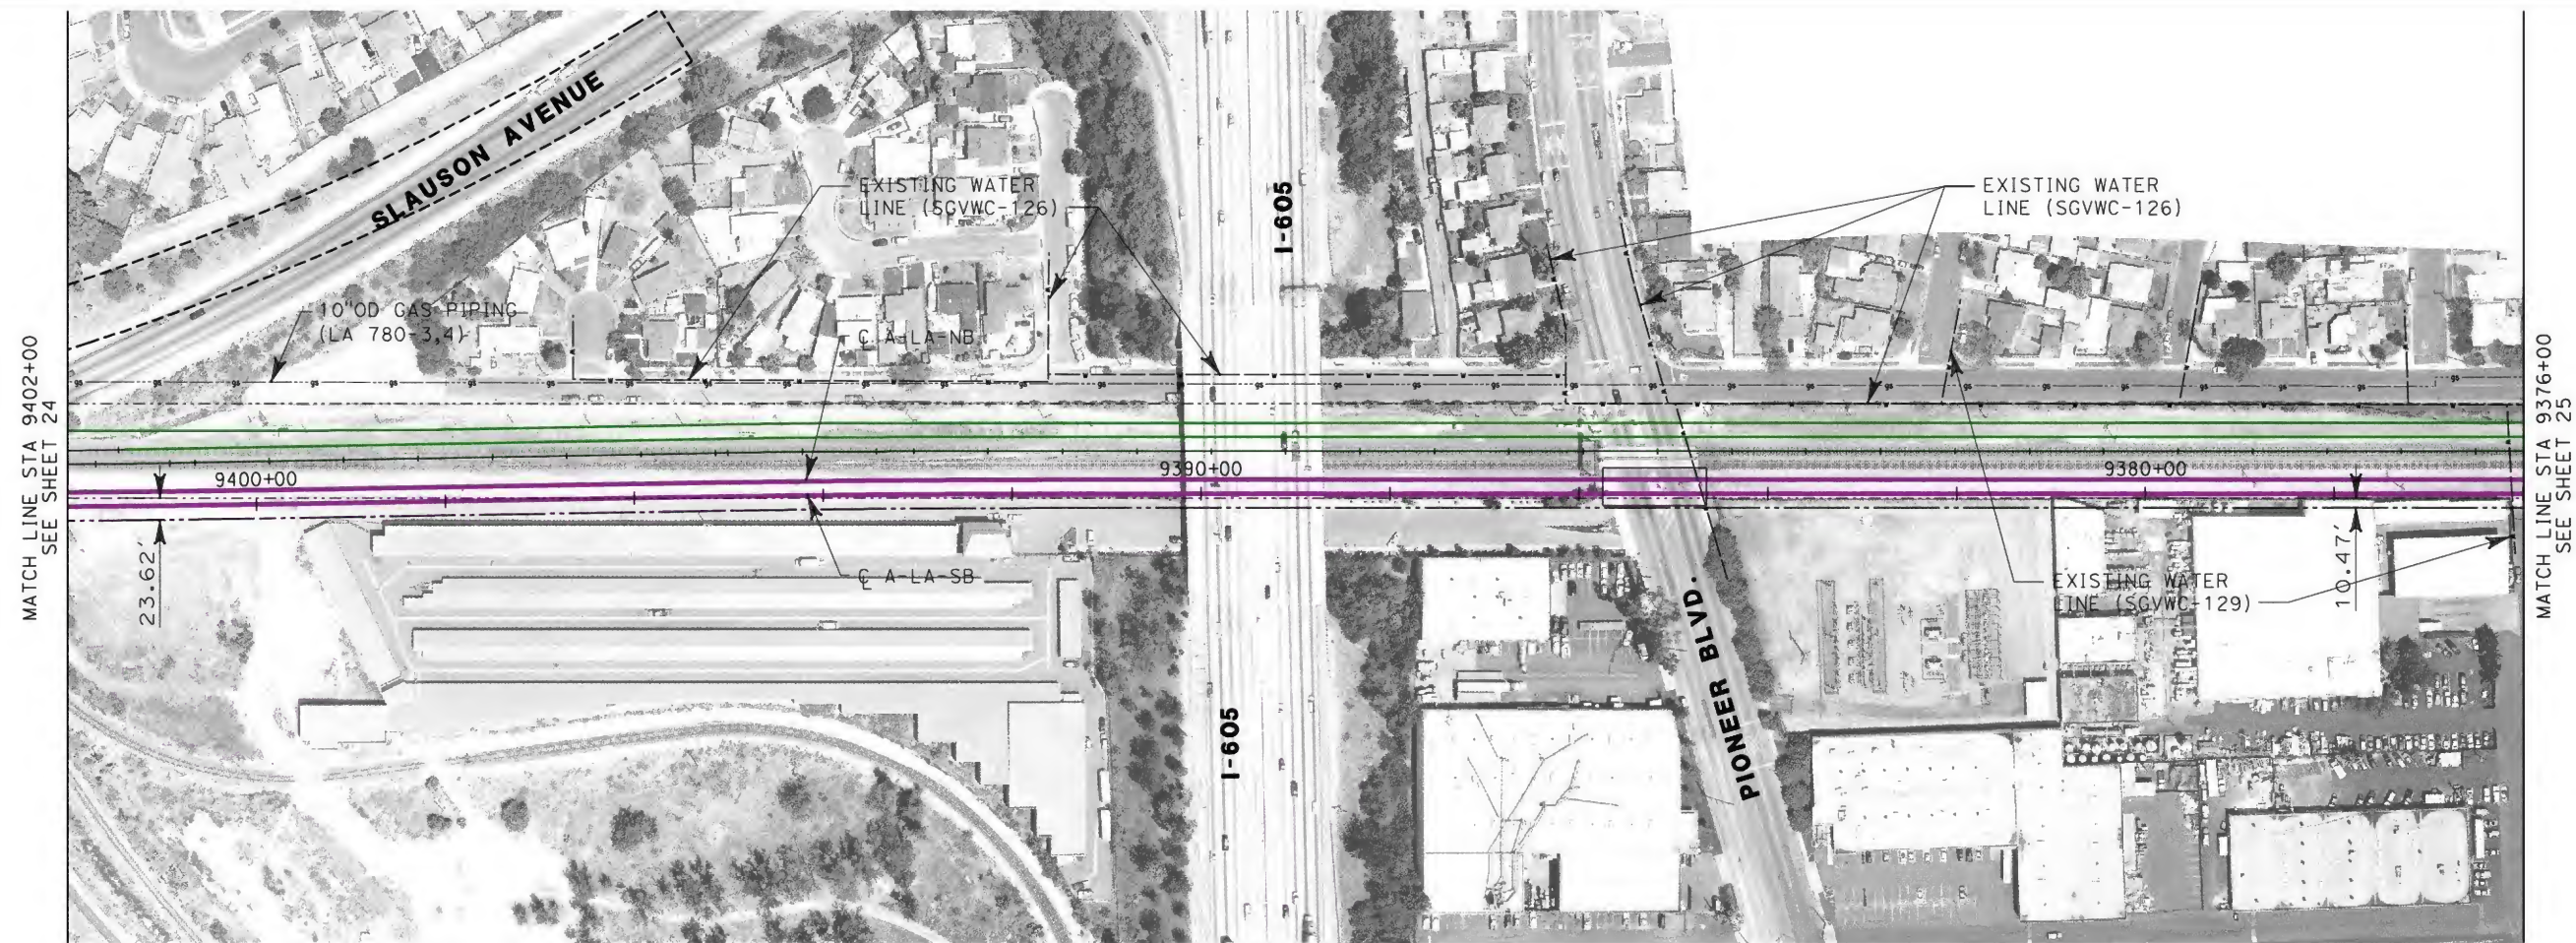 MATCH LINE STA 9402+00
SEE SHEET 24
SLAUSON AVENUE
10"OD GAS PIPING
(LA 780-3,4)
EXISTING WATER
LINE (SGVWC-126)
℄ A-LA-NB
I-605
EXISTING WATER
LINE (SGVWC-126)
9400+00
9390+00
9380+00
23.62'
℄ A-LA-SB
I-605
PIONEER BLVD.
EXISTING WATER
LINE (SGVWC-129)
10.47'
MATCH LINE STA 9376+00
SEE SHEET 25